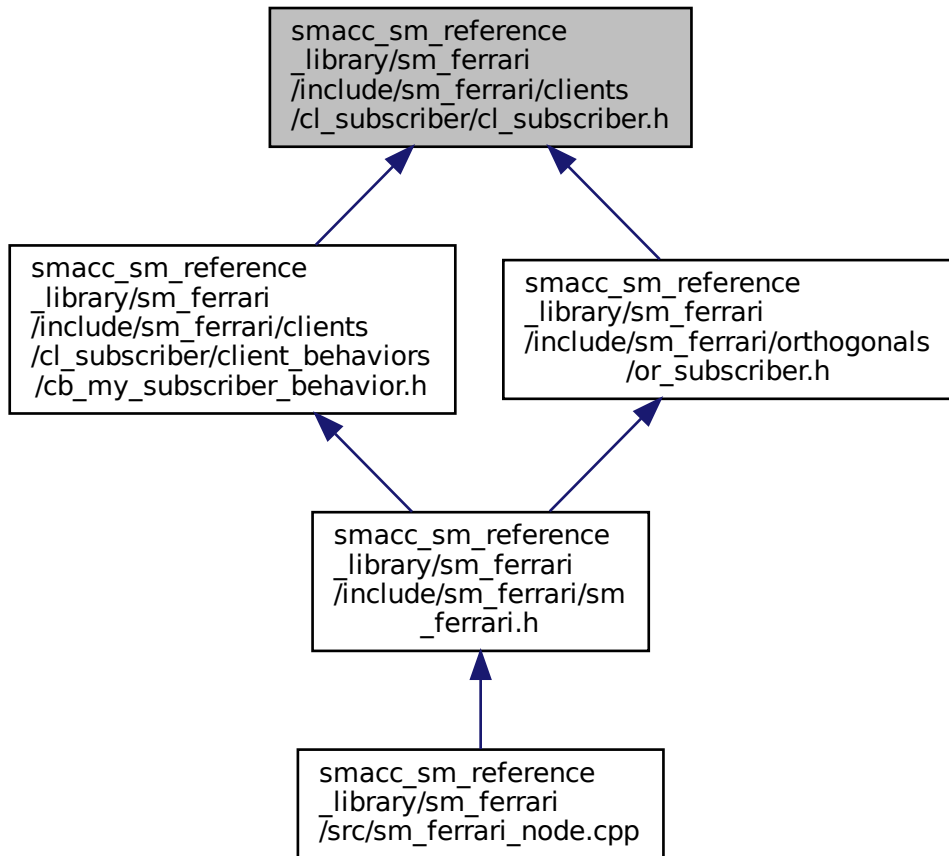 smacc_sm_reference
_library/sm_ferrari
/include/sm_ferrari/clients
/cl_subscriber/cl_subscriber.h
smacc_sm_reference
_library/sm_ferrari
/include/sm_ferrari/clients
/cl_subscriber/client_behaviors
/cb_my_subscriber_behavior.h
smacc_sm_reference
_library/sm_ferrari
/include/sm_ferrari/orthogonals
/or_subscriber.h
smacc_sm_reference
_library/sm_ferrari
/include/sm_ferrari/sm
_ferrari.h
smacc_sm_reference
_library/sm_ferrari
/src/sm_ferrari_node.cpp